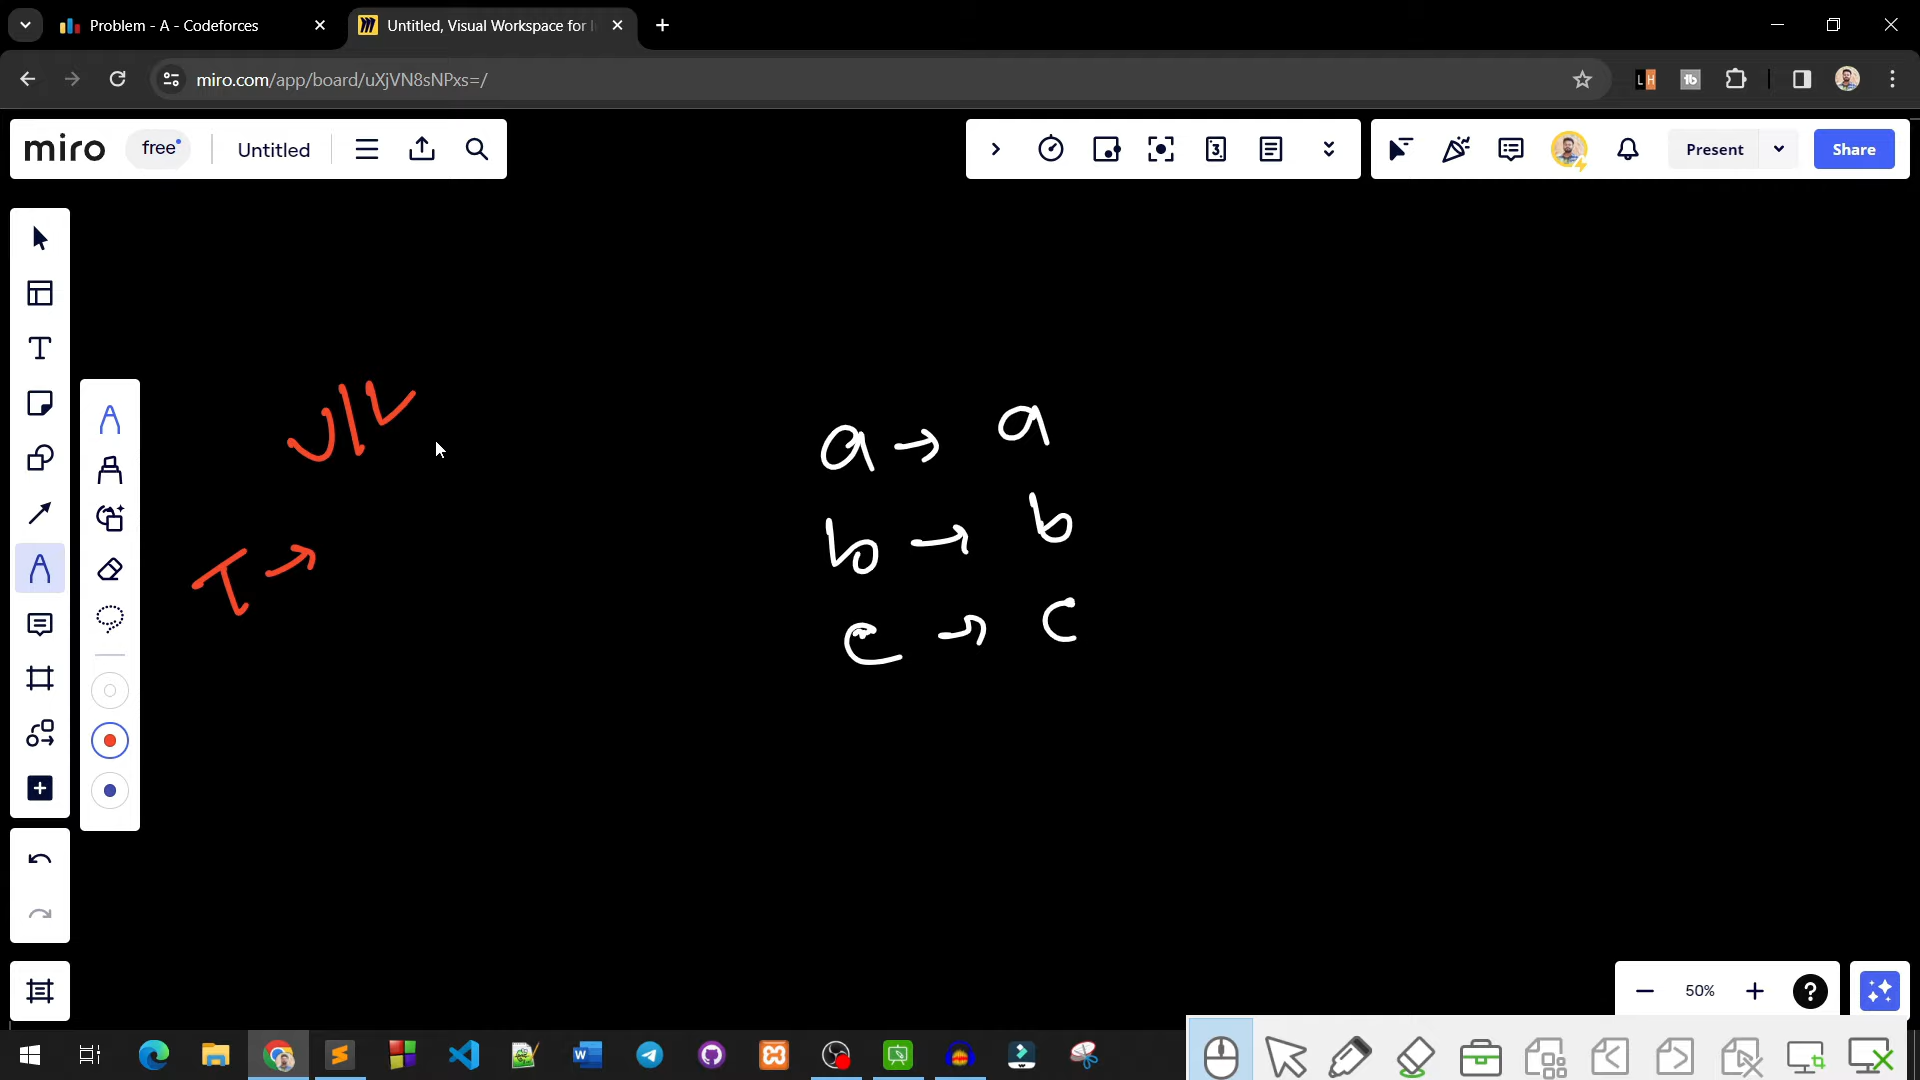 Problem - A - Codeforces
Untitled, Visual Workspace for I
miro.com/app/board/uXjVN8sNPxs=/
miro free Untitled
Present Share
a → a
b → b
T →
c → c
50%